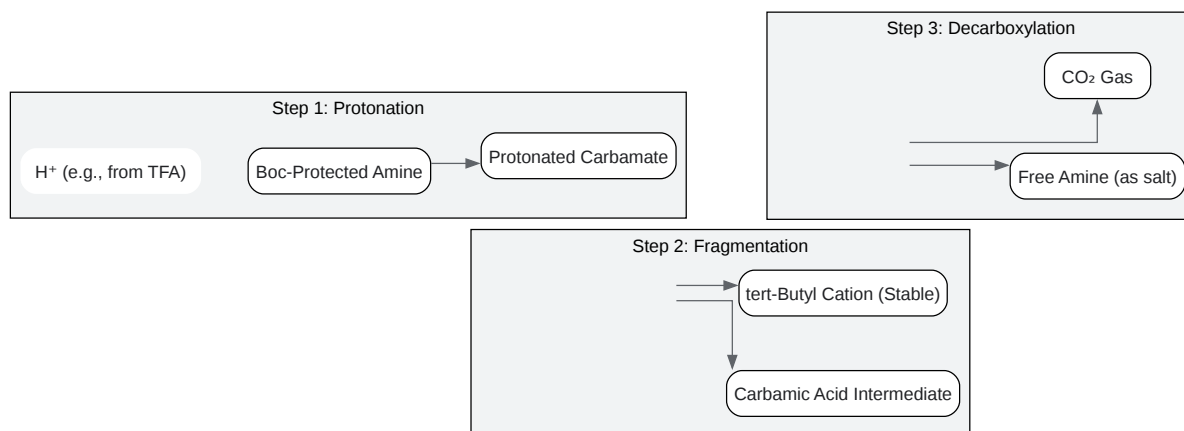 Step 1: Protonation
H⁺ (e.g., from TFA)
Boc-Protected Amine
Protonated Carbamate
Step 2: Fragmentation
tert-Butyl Cation (Stable)
Carbamic Acid Intermediate
Step 3: Decarboxylation
CO₂ Gas
Free Amine (as salt)